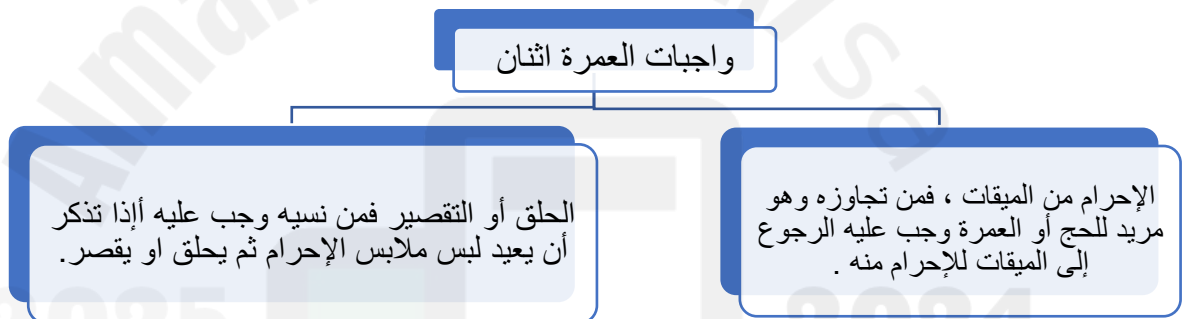 واجبات العمرة اثنان
الإحرام من الميقات ، فمن تجاوزه وهو
مريد للحج أو العمرة وجب عليه الرجوع
إلى الميقات للإحرام منه .
الحلق أو التقصير فمن نسيه وجب عليه أإذا تذكر
أن يعيد لبس ملابس الإحرام ثم يحلق او يقصر.